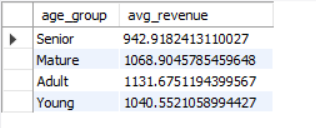 age_group avg_revenue
Senior 942.9182413110027
Mature 1068.9045785459648
Adult 1131.6751194399567
Young 1040.5521058994427